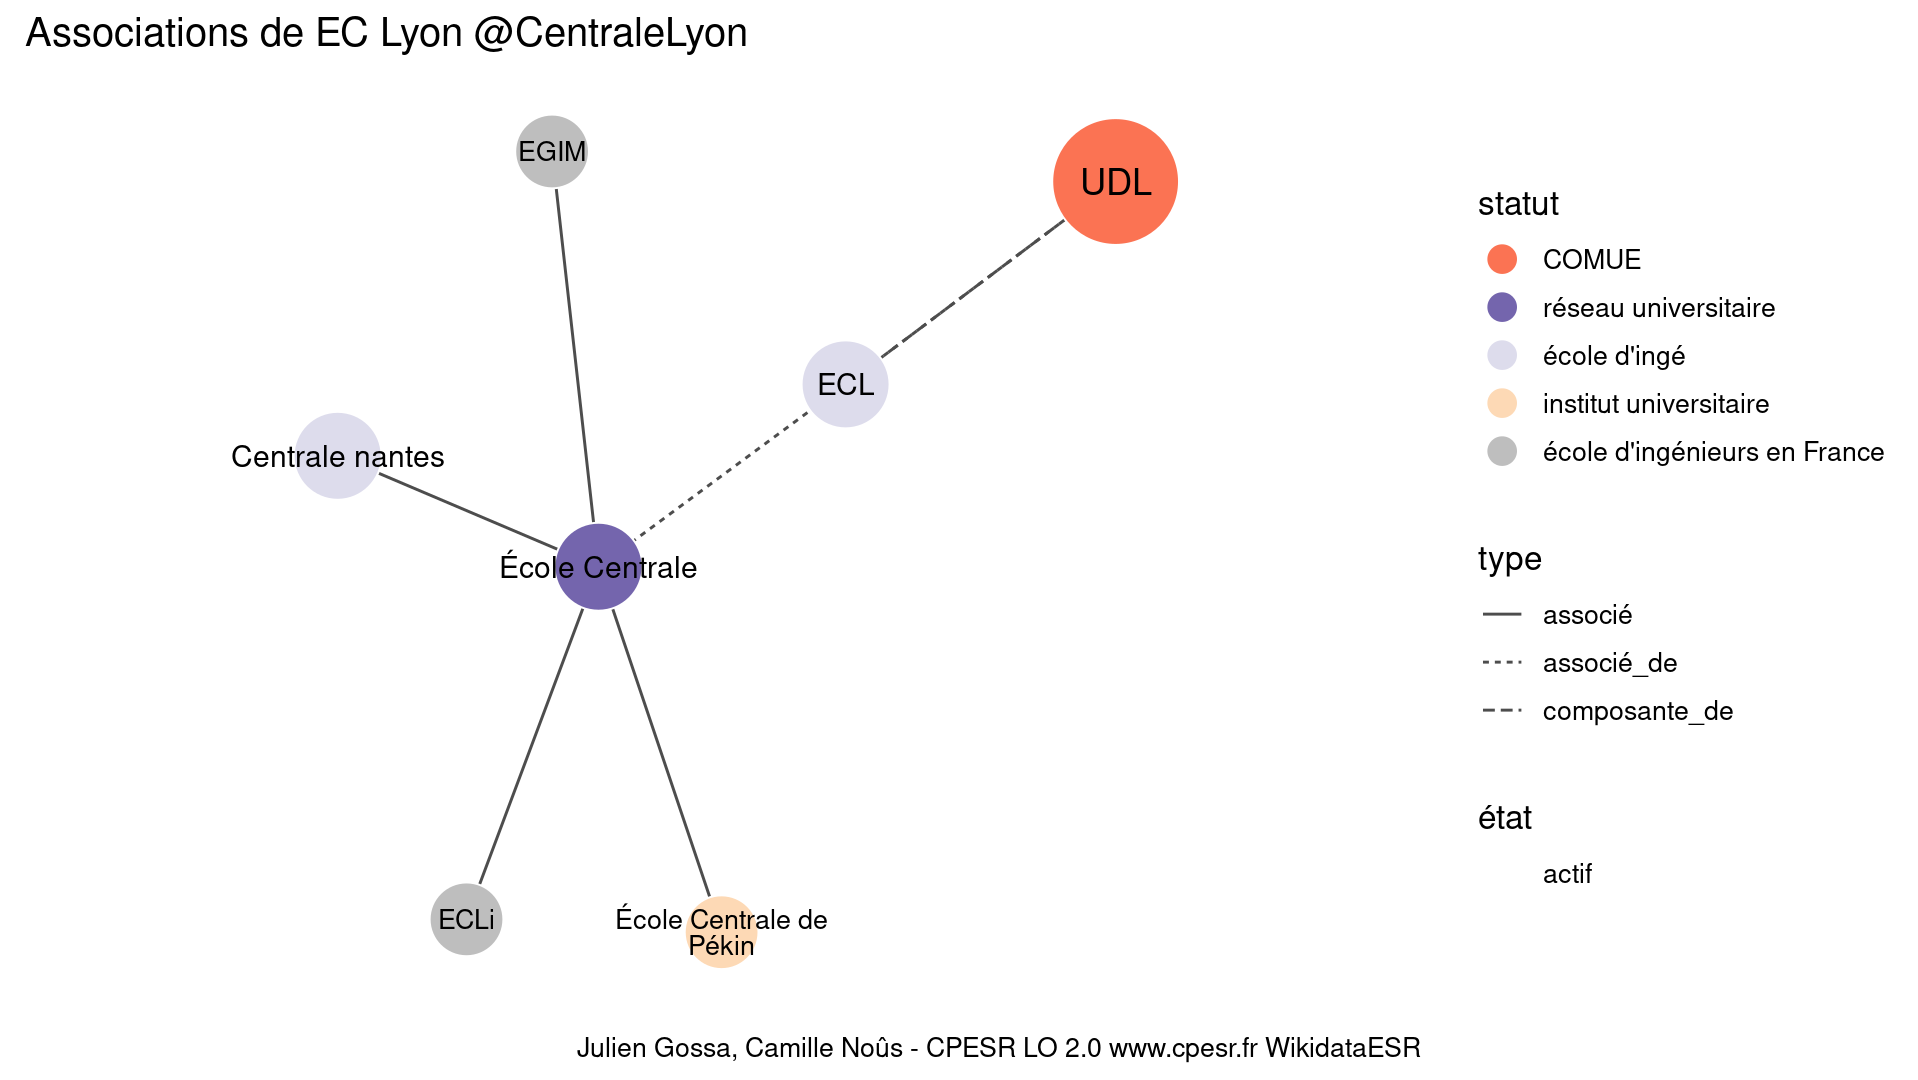 Associations de EC Lyon @CentraleLyon
EGIM
UDL
ECL
Centrale nantes
École Centrale
ECLi
École Centrale de
Pékin
statut
COMUE
réseau universitaire
école d'ingé
institut universitaire
école d'ingénieurs en France
type
associé
associé_de
composante_de
état
actif
Julien Gossa, Camille Noûs - CPESR LO 2.0 www.cpesr.fr WikidataESR